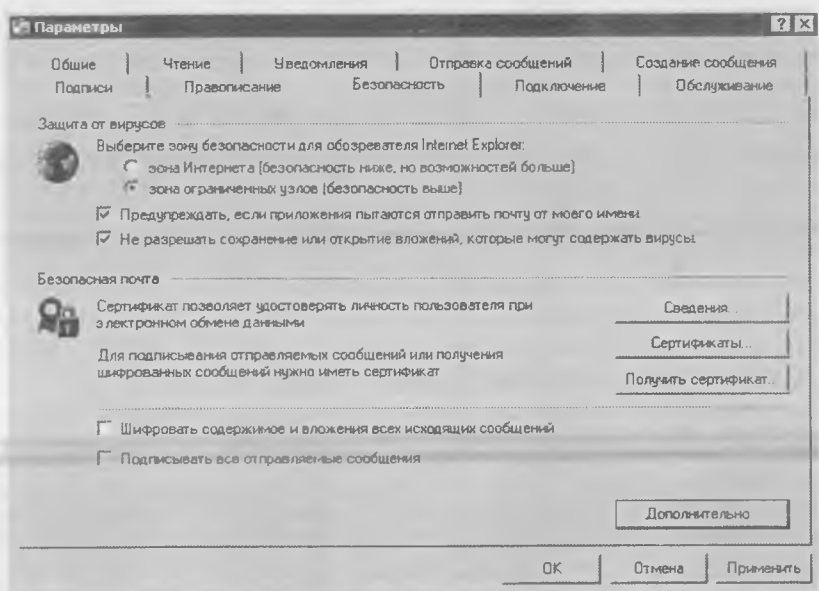 Параметры
Общие Чтение Уведомления Отправка сообщений Создание сообщения
Подписи Правописание Безопасность Подключение Обслуживание
Защита от вирусов
Выберите зону безопасности для обозревателя Internet Explorer:
зона Интернета (безопасность ниже, но возможностей больше)
зона ограниченных узлов (безопасность выше)
Предупреждать, если приложения пытаются отправить почту от моего имени.
Не разрешать сохранение или открытие вложений, которые могут содержать вирусы.
Безопасная почта
Сертификат позволяет удостоверять личность пользователя при
электронном обмене данными
Сведения...
Для подписывания отправляемых сообщений или получения
шифрованных сообщений нужно иметь сертификат
Сертификаты...
Получить сертификат...
Шифровать содержимое и вложения всех исходящих сообщений
Подписывать все отправляемые сообщения
Дополнительно
OK Отмена Применить